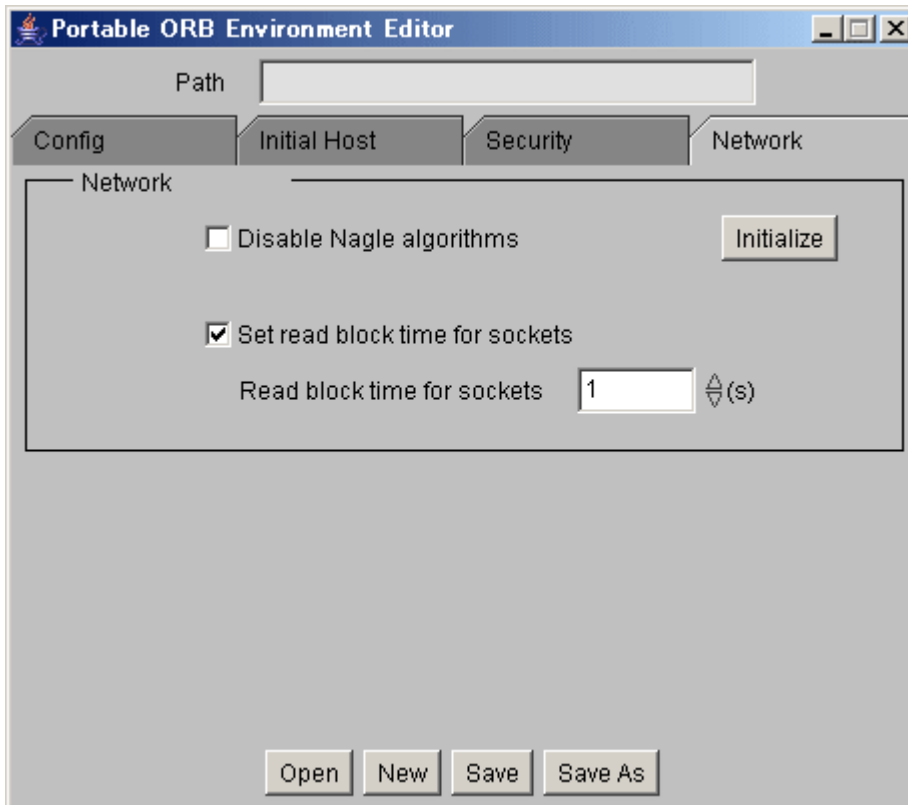 Portable ORB Environment Editor
Path
Config Initial Host Security Network
Network
Disable Nagle algorithms Initialize
Set read block time for sockets
Read block time for sockets 1 (s)
Open New Save Save As